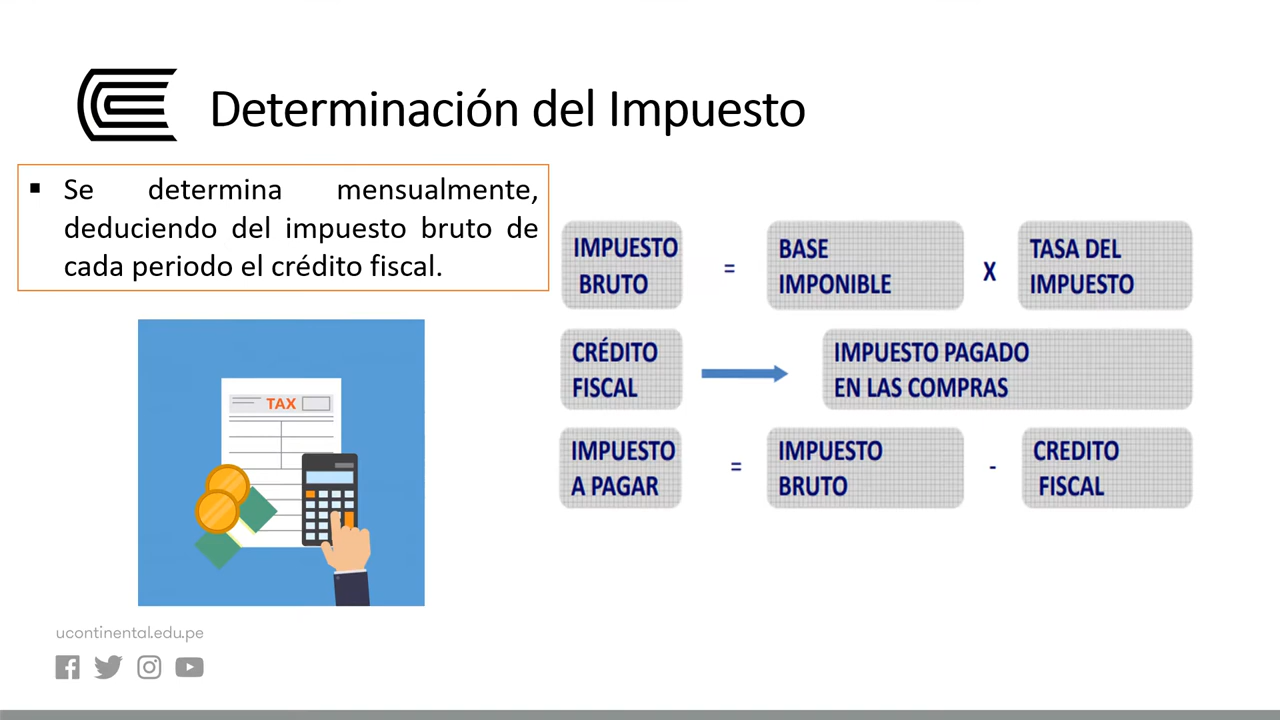 Determinación del Impuesto
▪ Se determina mensualmente,
deduciendo del impuesto bruto de
cada periodo el crédito fiscal.
IMPUESTO BRUTO = BASE IMPONIBLE X TASA DEL IMPUESTO
CRÉDITO FISCAL IMPUESTO PAGADO EN LAS COMPRAS
IMPUESTO A PAGAR = IMPUESTO BRUTO - CREDITO FISCAL
TAX
ucontinental.edu.pe